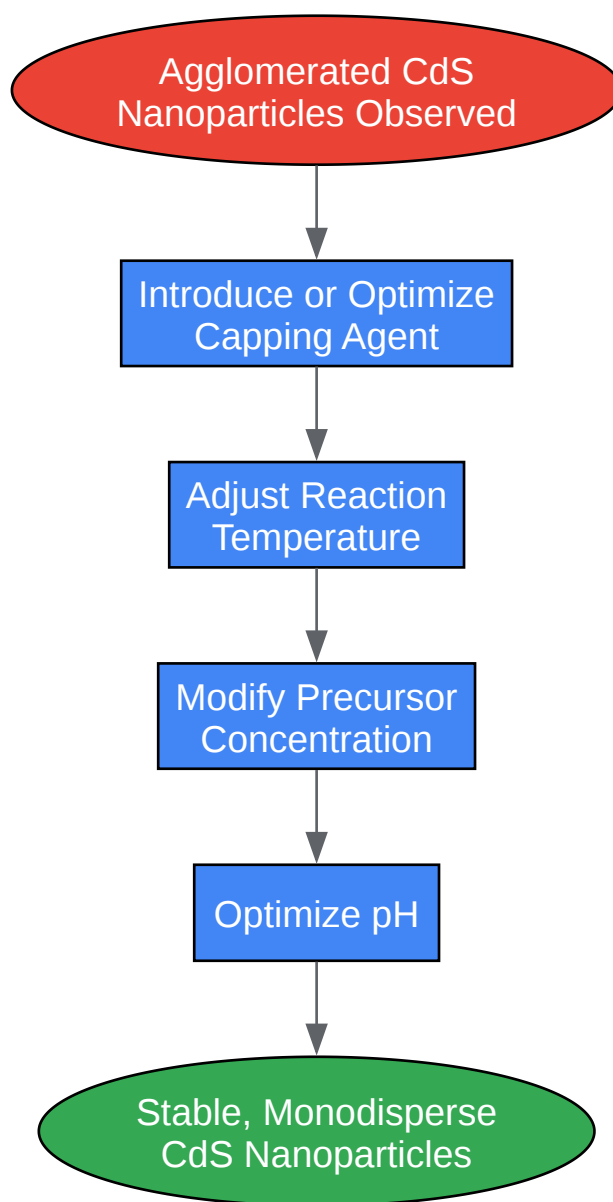 Agglomerated CdS
Nanoparticles Observed
Introduce or Optimize
Capping Agent
Adjust Reaction
Temperature
Modify Precursor
Concentration
Optimize pH
Stable, Monodisperse
CdS Nanoparticles